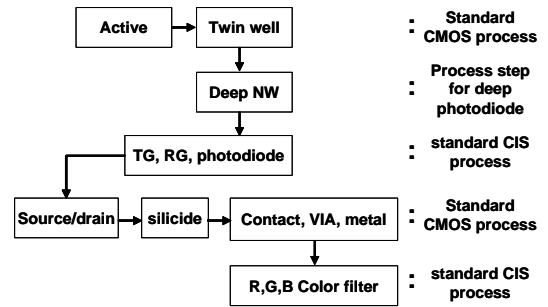 Active
Twin well
: Standard
CMOS process
Deep NW
: Process step
for deep
photodiode
TG, RG, photodiode
: standard CIS
process
Source/drain
silicide
Contact, VIA, metal
: Standard
CMOS process
R,G,B Color filter
: standard CIS
process